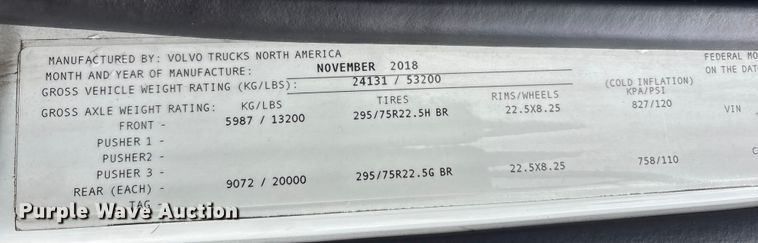 MANUFACTURED BY: VOLVO TRUCKS NORTH AMERICA
MONTH AND YEAR OF MANUFACTURE: NOVEMBER 2018
GROSS VEHICLE WEIGHT RATING (KG/LBS): 24131 / 53200
GROSS AXLE WEIGHT RATING: KG/LBS TIRES RIMS/WHEELS (COLD INFLATION) KPA/PSI
FRONT - 5987 / 13200 295/75R22.5H BR 22.5X8.25 827/120
PUSHER 1 -
PUSHER2 -
PUSHER 3 -
REAR (EACH) - 9072 / 20000 295/75R22.5G BR 22.5X8.25 758/110
TAG -
FEDERAL MO
ON THE DAT
VIN
Purple Wave Auction